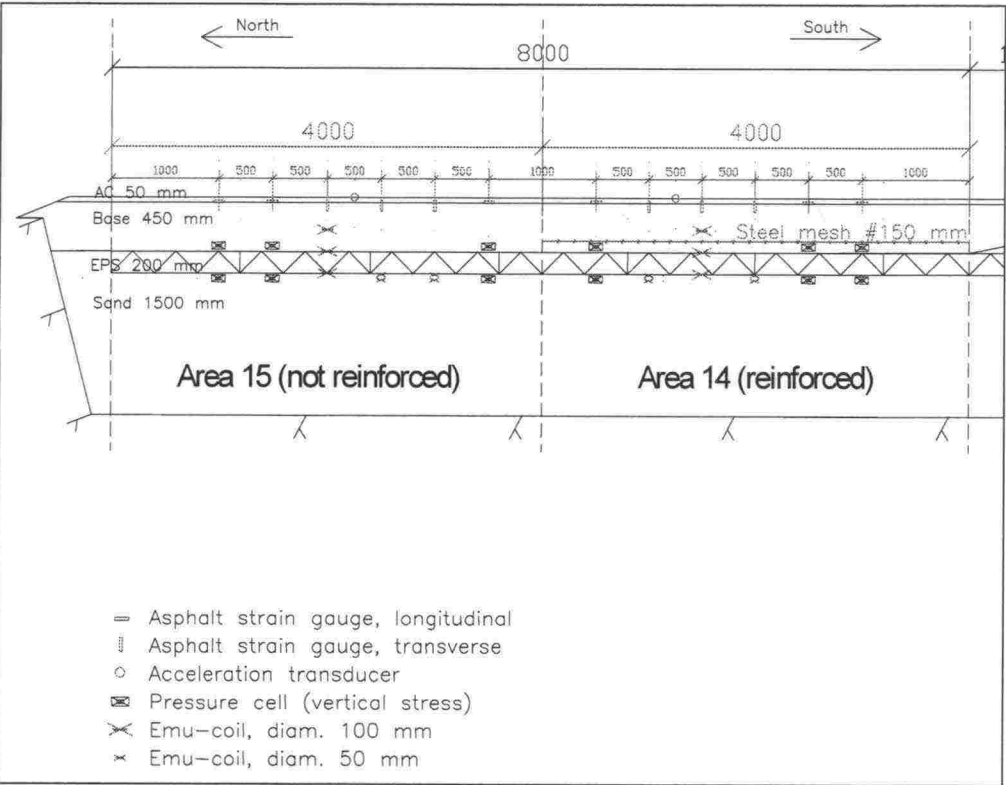 North South
8000 1
4000 4000
1000 500 500 500 500 500 1000 500 500 500 500 500 1000
AC 50 mm
Base 450 mm
Steel mesh #150 mm
EPS 200 mm
Sand 1500 mm
Area 15 (not reinforced) Area 14 (reinforced)
Asphalt strain gauge, longitudinal
Asphalt strain gauge, transverse
Acceleration transducer
Pressure cell (vertical stress)
Emu-coil, diam. 100 mm
Emu-coil, diam. 50 mm